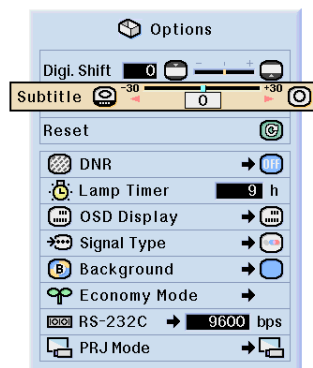 Options
Digi. Shift 0 - +
Subtitle -30 0 +30
Reset
DNR OFF
Lamp Timer 9 h
OSD Display
Signal Type
B Background
Economy Mode
RS-232C 9600 bps
PRJ Mode